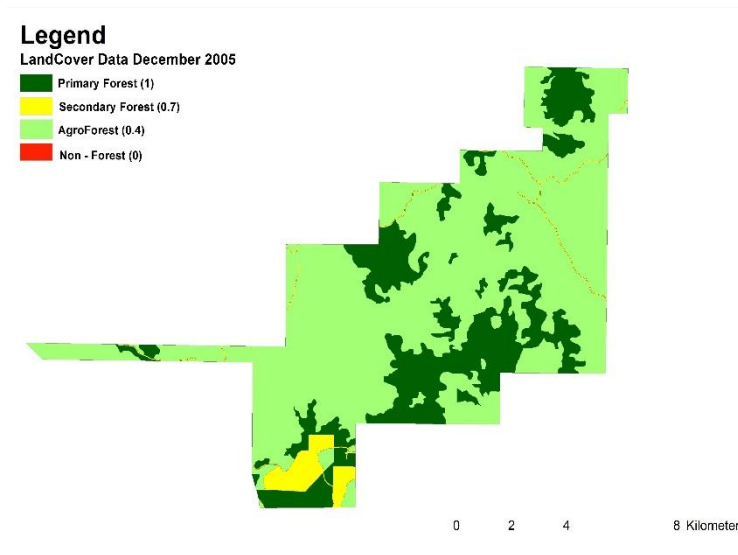 Legend
LandCover Data December 2005
Primary Forest (1)
Secondary Forest (0.7)
AgroForest (0.4)
Non - Forest (0)
0 2 4 8 Kilometer